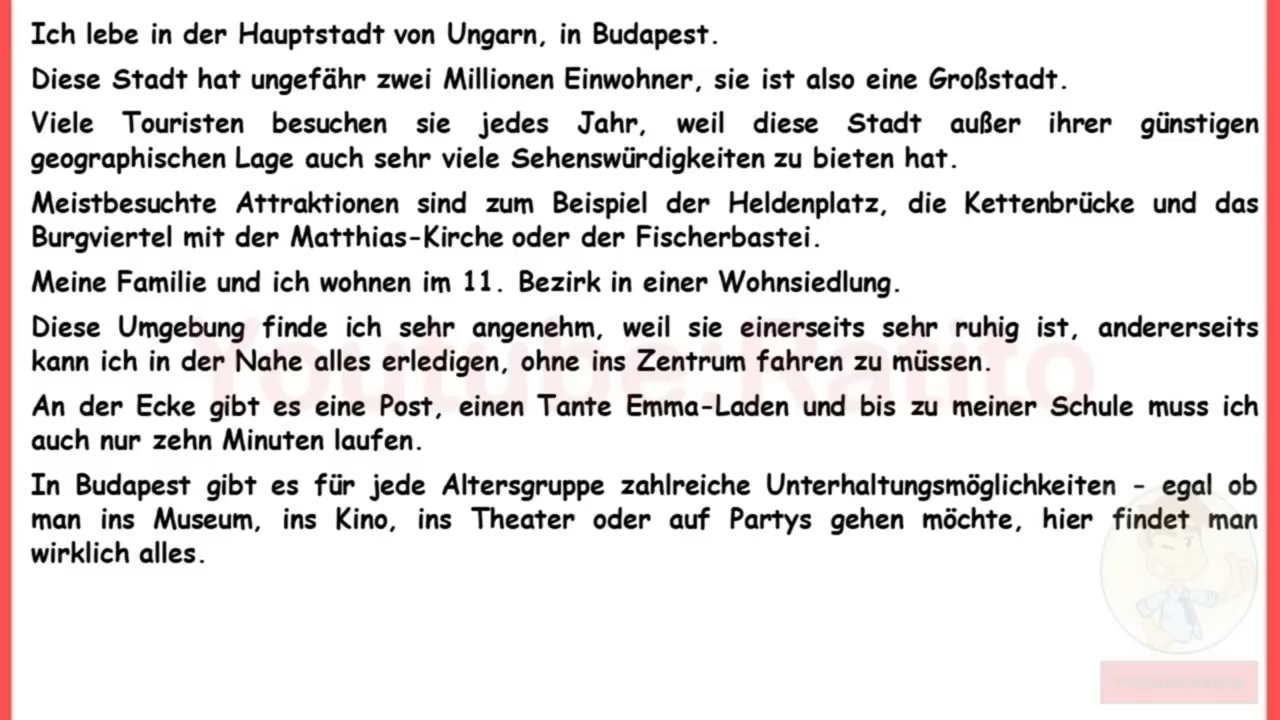 Ich lebe in der Hauptstadt von Ungarn, in Budapest.
Diese Stadt hat ungefähr zwei Millionen Einwohner, sie ist also eine Großstadt.
Viele Touristen besuchen sie jedes Jahr, weil diese Stadt außer ihrer günstigen
geographischen Lage auch sehr viele Sehenswürdigkeiten zu bieten hat.
Meistbesuchte Attraktionen sind zum Beispiel der Heldenplatz, die Kettenbrücke und das
Burgviertel mit der Matthias-Kirche oder der Fischerbastei.
Meine Familie und ich wohnen im 11. Bezirk in einer Wohnsiedlung.
Diese Umgebung finde ich sehr angenehm, weil sie einerseits sehr ruhig ist, andererseits
kann ich in der Nahe alles erledigen, ohne ins Zentrum fahren zu müssen.
Youtube:Ratito
An der Ecke gibt es eine Post, einen Tante Emma-Laden und bis zu meiner Schule muss ich
auch nur zehn Minuten laufen.
In Budapest gibt es für jede Altersgruppe zahlreiche Unterhaltungsmöglichkeiten - egal ob
man ins Museum, ins Kino, ins Theater oder auf Partys gehen möchte, hier findet man
wirklich alles.